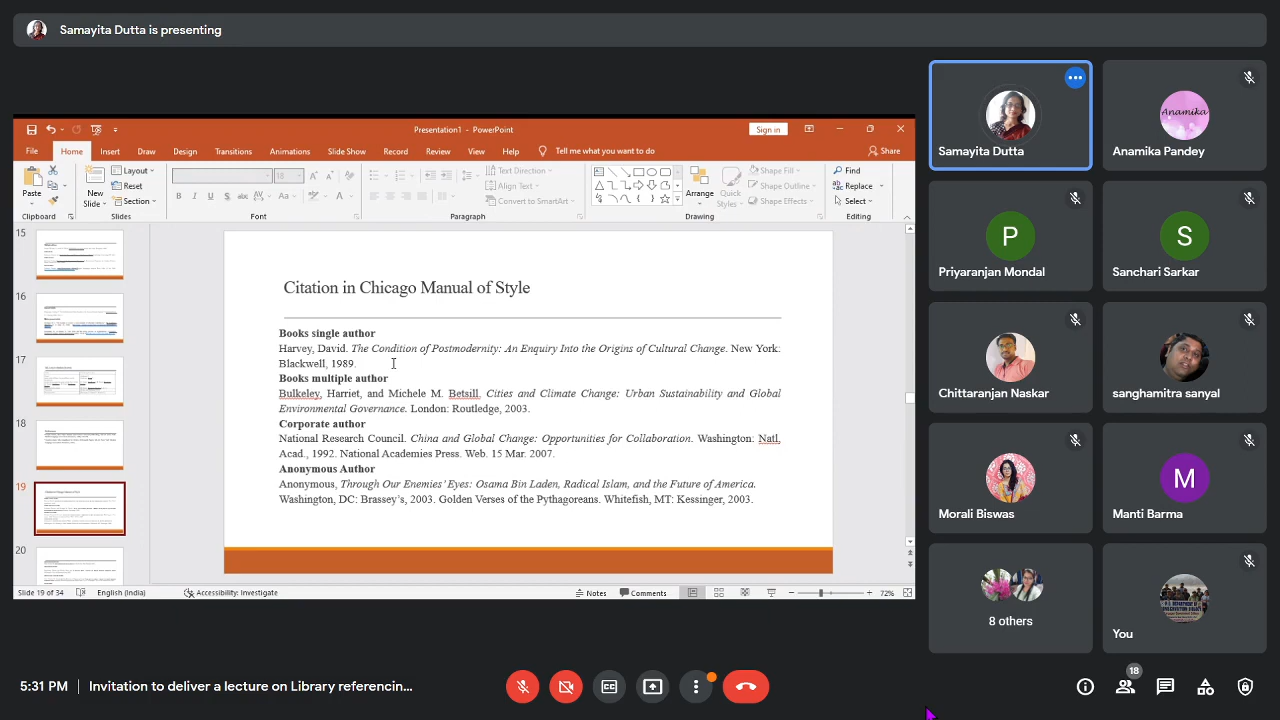 Samayita Dutta is presenting
Presentation1 - PowerPoint
Sign in
File Home Insert Draw Design Transitions Animations Slide Show Record Review View Help Tell me what you want to do Share
Paste
Clipboard
New Slide
Layout
Reset
Section
Slides
18
B I U S
Font
Paragraph
Text Direction
Align Text
Convert to SmartArt
Arrange
Quick Styles
Shape Fill
Shape Outline
Shape Effects
Drawing
Find
Replace
Select
Editing
15
16
17
18
19
20
Citation in Chicago Manual of Style
Books single author
Harvey, David. The Condition of Postmodernity: An Enquiry Into the Origins of Cultural Change. New York:
Blackwell, 1989.
Books multiple author
Bulkeley, Harriet, and Michele M. Betsill. Cities and Climate Change: Urban Sustainability and Global
Environmental Governance. London: Routledge, 2003.
Corporate author
National Research Council. China and Global Change: Opportunities for Collaboration. Washington: Natl.
Acad., 1992. National Academies Press. Web. 15 Mar. 2007.
Anonymous Author
Anonymous, Through Our Enemies' Eyes: Osama Bin Laden, Radical Islam, and the Future of America.
Washington, DC: Brassey's, 2003. Golden Verses of the Pythagoreans. Whitefish, MT: Kessinger, 2003.
Slide 19 of 34 English (India) Accessibility: Investigate Notes Comments 72%
Samayita Dutta
Anamika
Anamika Pandey
P
Priyaranjan Mondal
S
Sanchari Sarkar
Chittaranjan Naskar
sanghamitra sanyal
Morali Biswas
M
Manti Barma
8 others
You
5:31 PM | Invitation to deliver a lecture on Library referencin...
18